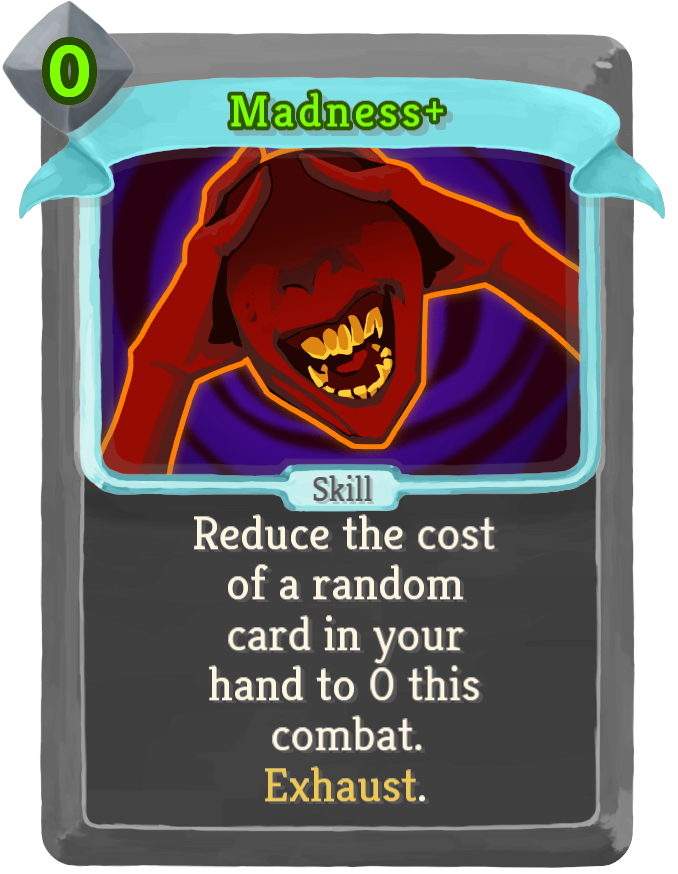 0
Madness+
Skill
Reduce the cost
of a random
card in your
hand to 0 this
combat.
Exhaust.